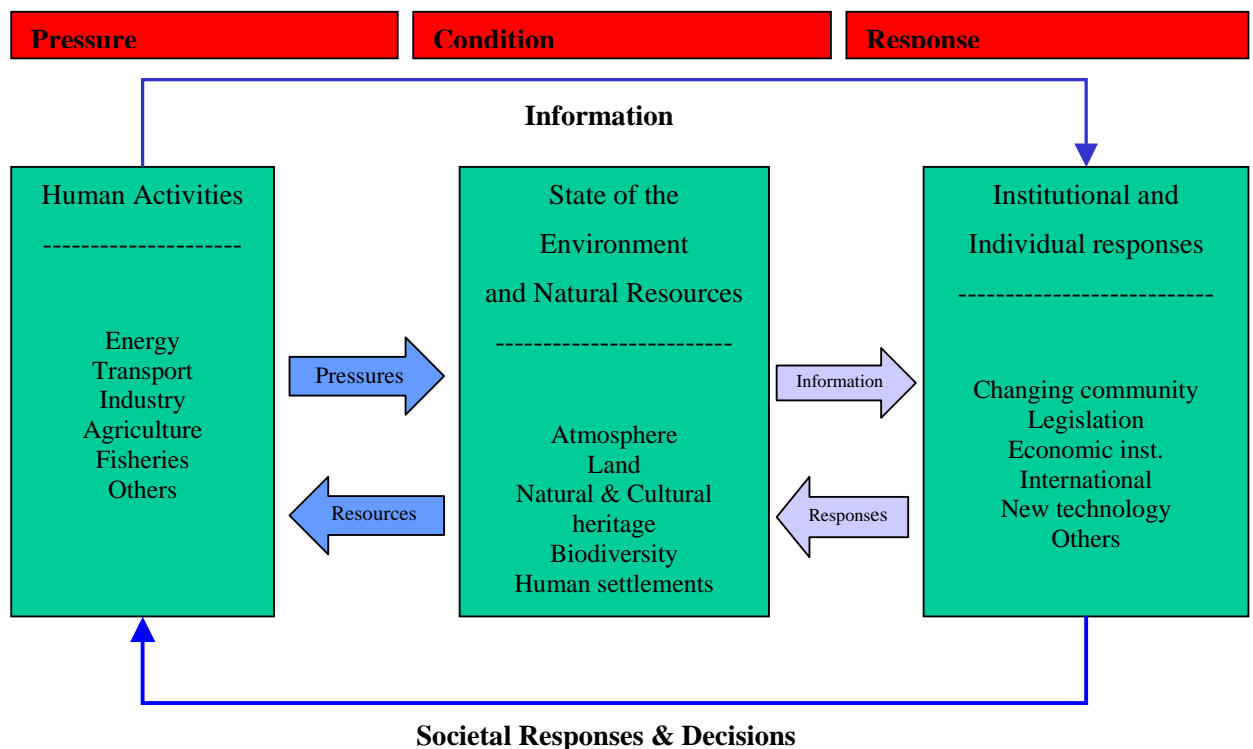 Pressure
Condition
Response
Information
Human Activities
---------------------
Energy
Transport
Industry
Agriculture
Fisheries
Others
Pressures
Resources
State of the
Environment
and Natural Resources
-------------------------
Atmosphere
Land
Natural & Cultural
heritage
Biodiversity
Human settlements
Information
Responses
Institutional and
Individual responses
---------------------------
Changing community
Legislation
Economic inst.
International
New technology
Others
Societal Responses & Decisions